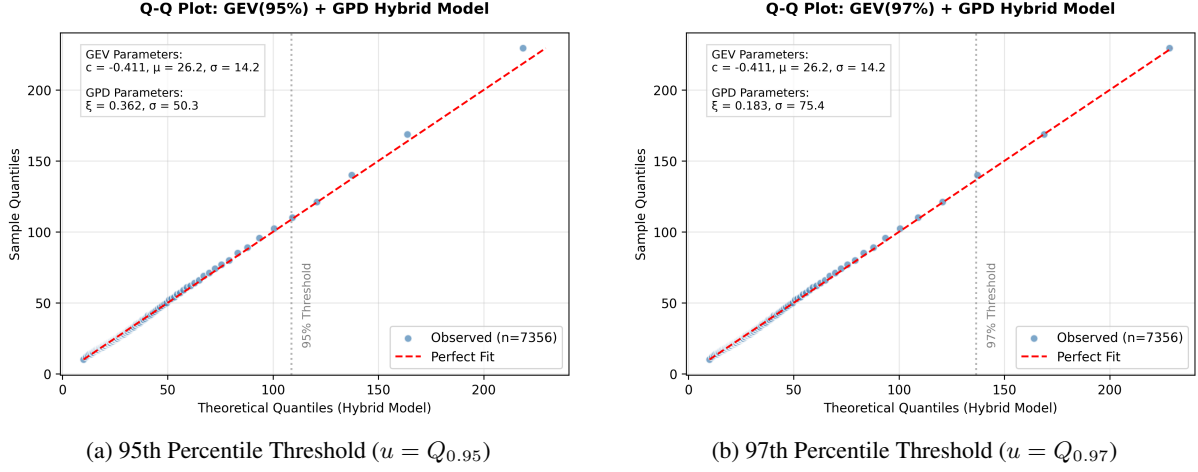 Q-Q Plot: GEV(95%) + GPD Hybrid Model
GEV Parameters:
c = -0.411, μ = 26.2, σ = 14.2
GPD Parameters:
ξ = 0.362, σ = 50.3
200
150
100
50
0
Sample Quantiles
95% Threshold
Observed (n=7356)
Perfect Fit
0 50 100 150 200
Theoretical Quantiles (Hybrid Model)
(a) 95th Percentile Threshold (u = Q0.95)
Q-Q Plot: GEV(97%) + GPD Hybrid Model
GEV Parameters:
c = -0.411, μ = 26.2, σ = 14.2
GPD Parameters:
ξ = 0.183, σ = 75.4
200
150
100
50
0
Sample Quantiles
97% Threshold
Observed (n=7356)
Perfect Fit
0 50 100 150 200
Theoretical Quantiles (Hybrid Model)
(b) 97th Percentile Threshold (u = Q0.97)